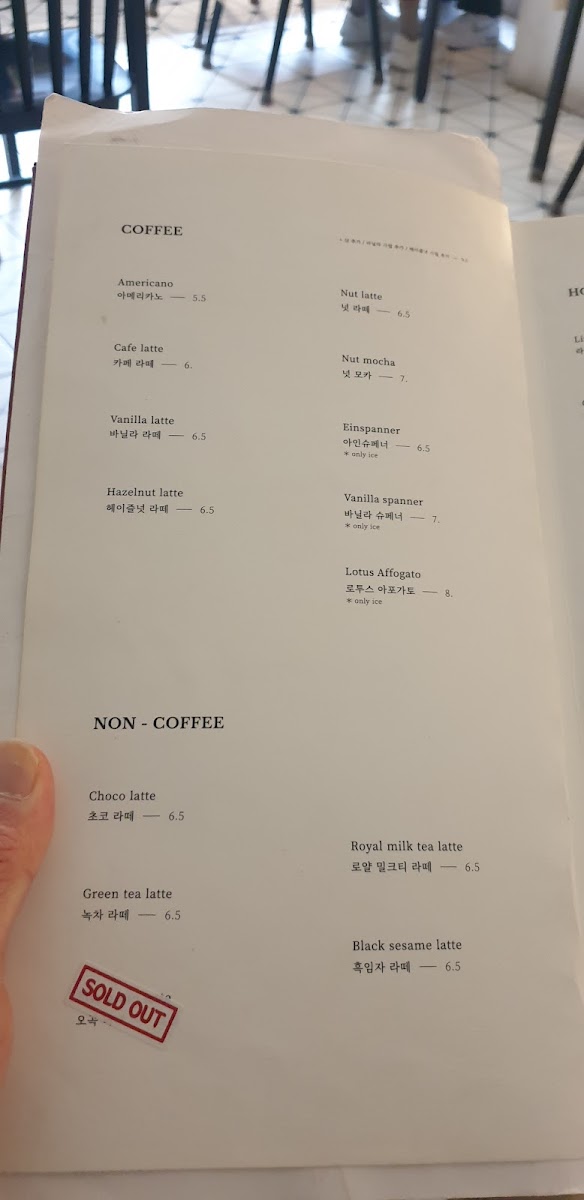 COFFEE
Americano
아메리카노 — 5.5
Cafe latte
카페 라떼 — 6.
Vanilla latte
바닐라 라떼 — 6.5
Hazelnut latte
헤이즐넛 라떼 — 6.5
Nut latte
넛 라떼 — 6.5
Nut mocha
넛 모카 — 7.
Einspanner
아인슈페너 — 6.5
* only ice
Vanilla spanner
바닐라 슈페너 — 7.
* only ice
Lotus Affogato
로투스 아포가토 — 8.
* only ice
NON - COFFEE
Choco latte
초코 라떼 — 6.5
Green tea latte
녹차 라떼 — 6.5
SOLD OUT
오곡
Royal milk tea latte
로얄 밀크티 라떼 — 6.5
Black sesame latte
흑임자 라떼 — 6.5